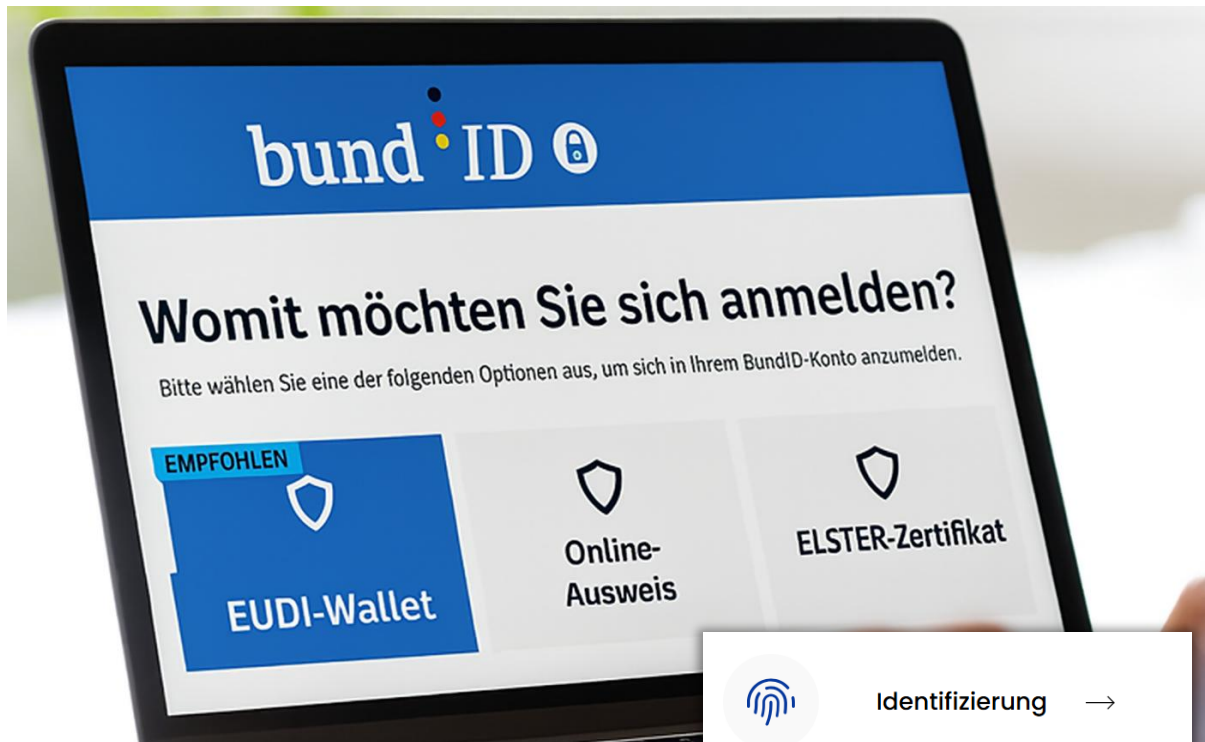 bund ID
Womit möchten Sie sich anmelden?
Bitte wählen Sie eine der folgenden Optionen aus, um sich in Ihrem BundID-Konto anzumelden.
EMPFOHLEN
EUDI-Wallet
Online-
Ausweis
ELSTER-Zertifikat
Identifizierung